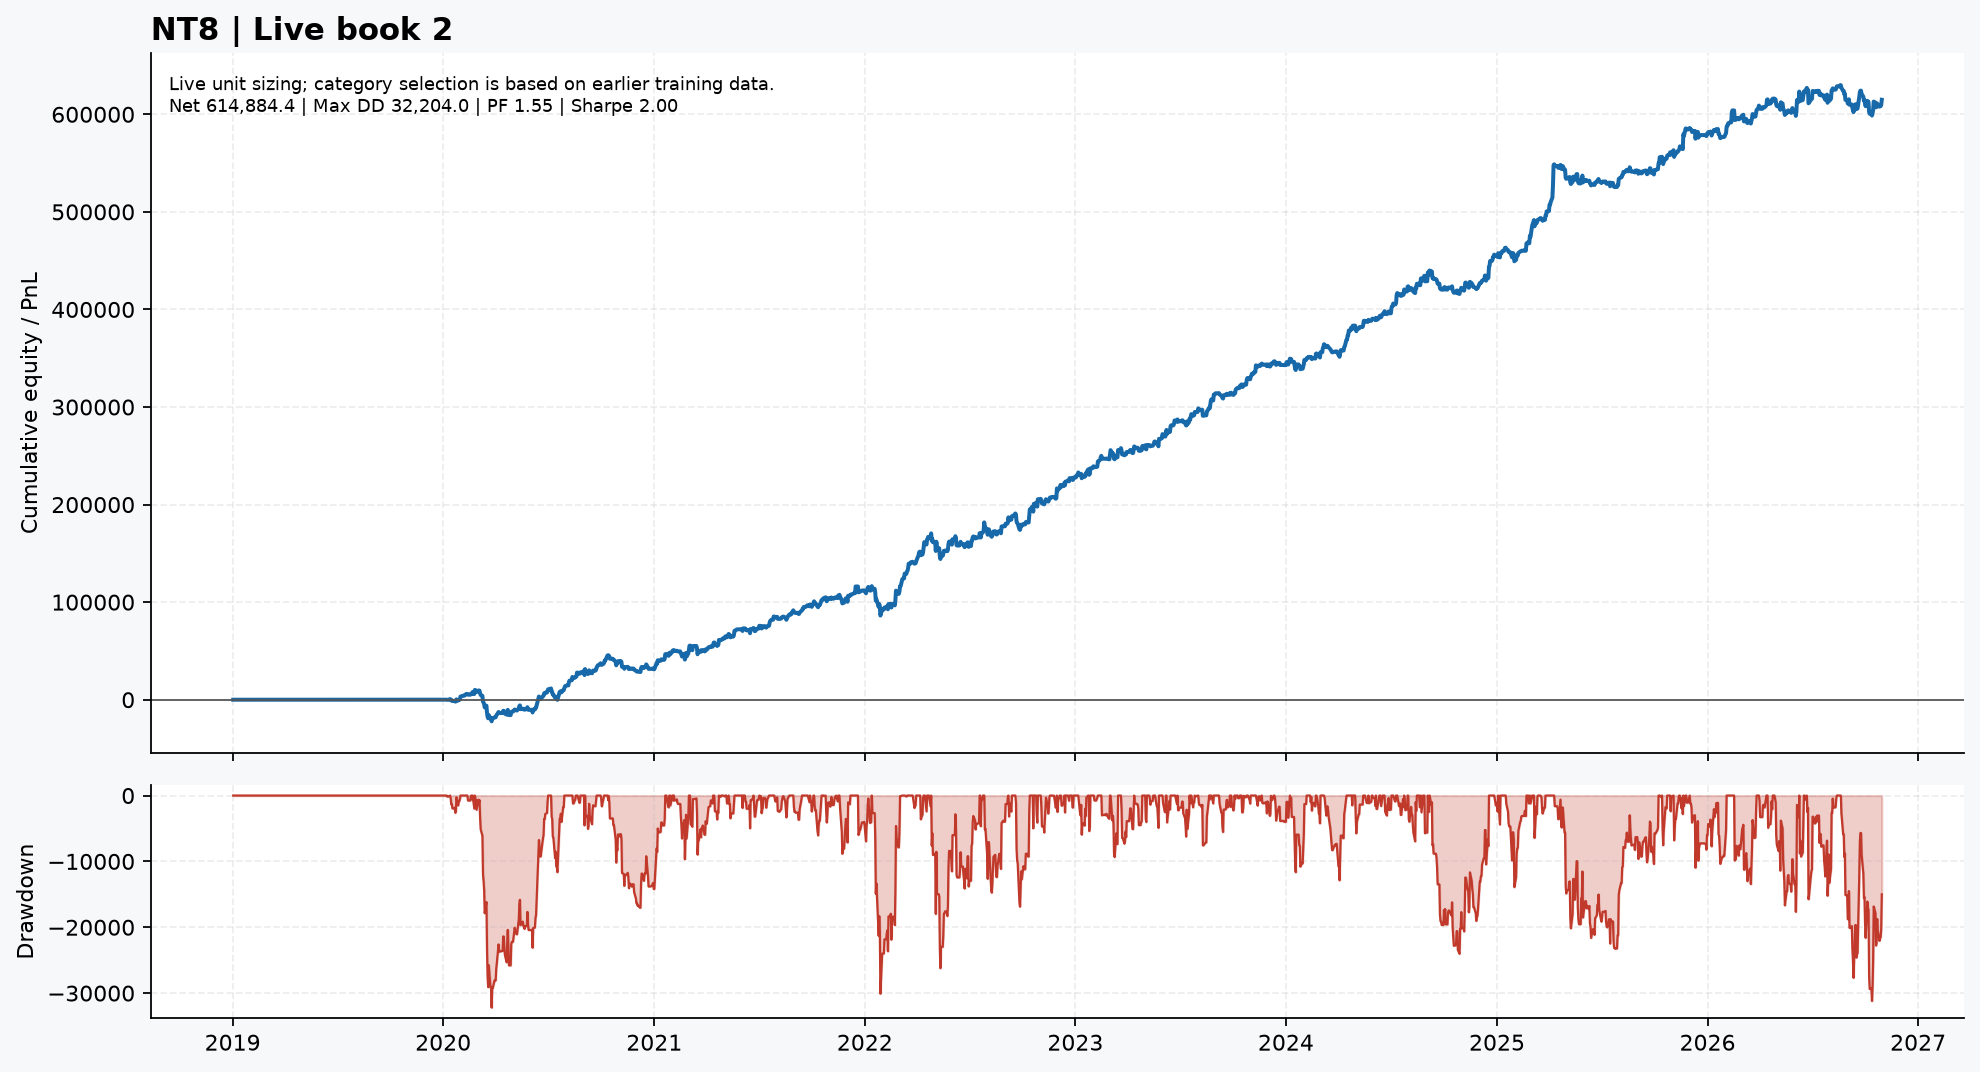 NT8 | Live book 2
Live unit sizing; category selection is based on earlier training data.
Net 614,884.4 | Max DD 32,204.0 | PF 1.55 | Sharpe 2.00
Cumulative equity / PnL
600000
500000
400000
300000
200000
100000
0
Drawdown
0
−10000
−20000
−30000
2019 2020 2021 2022 2023 2024 2025 2026 2027